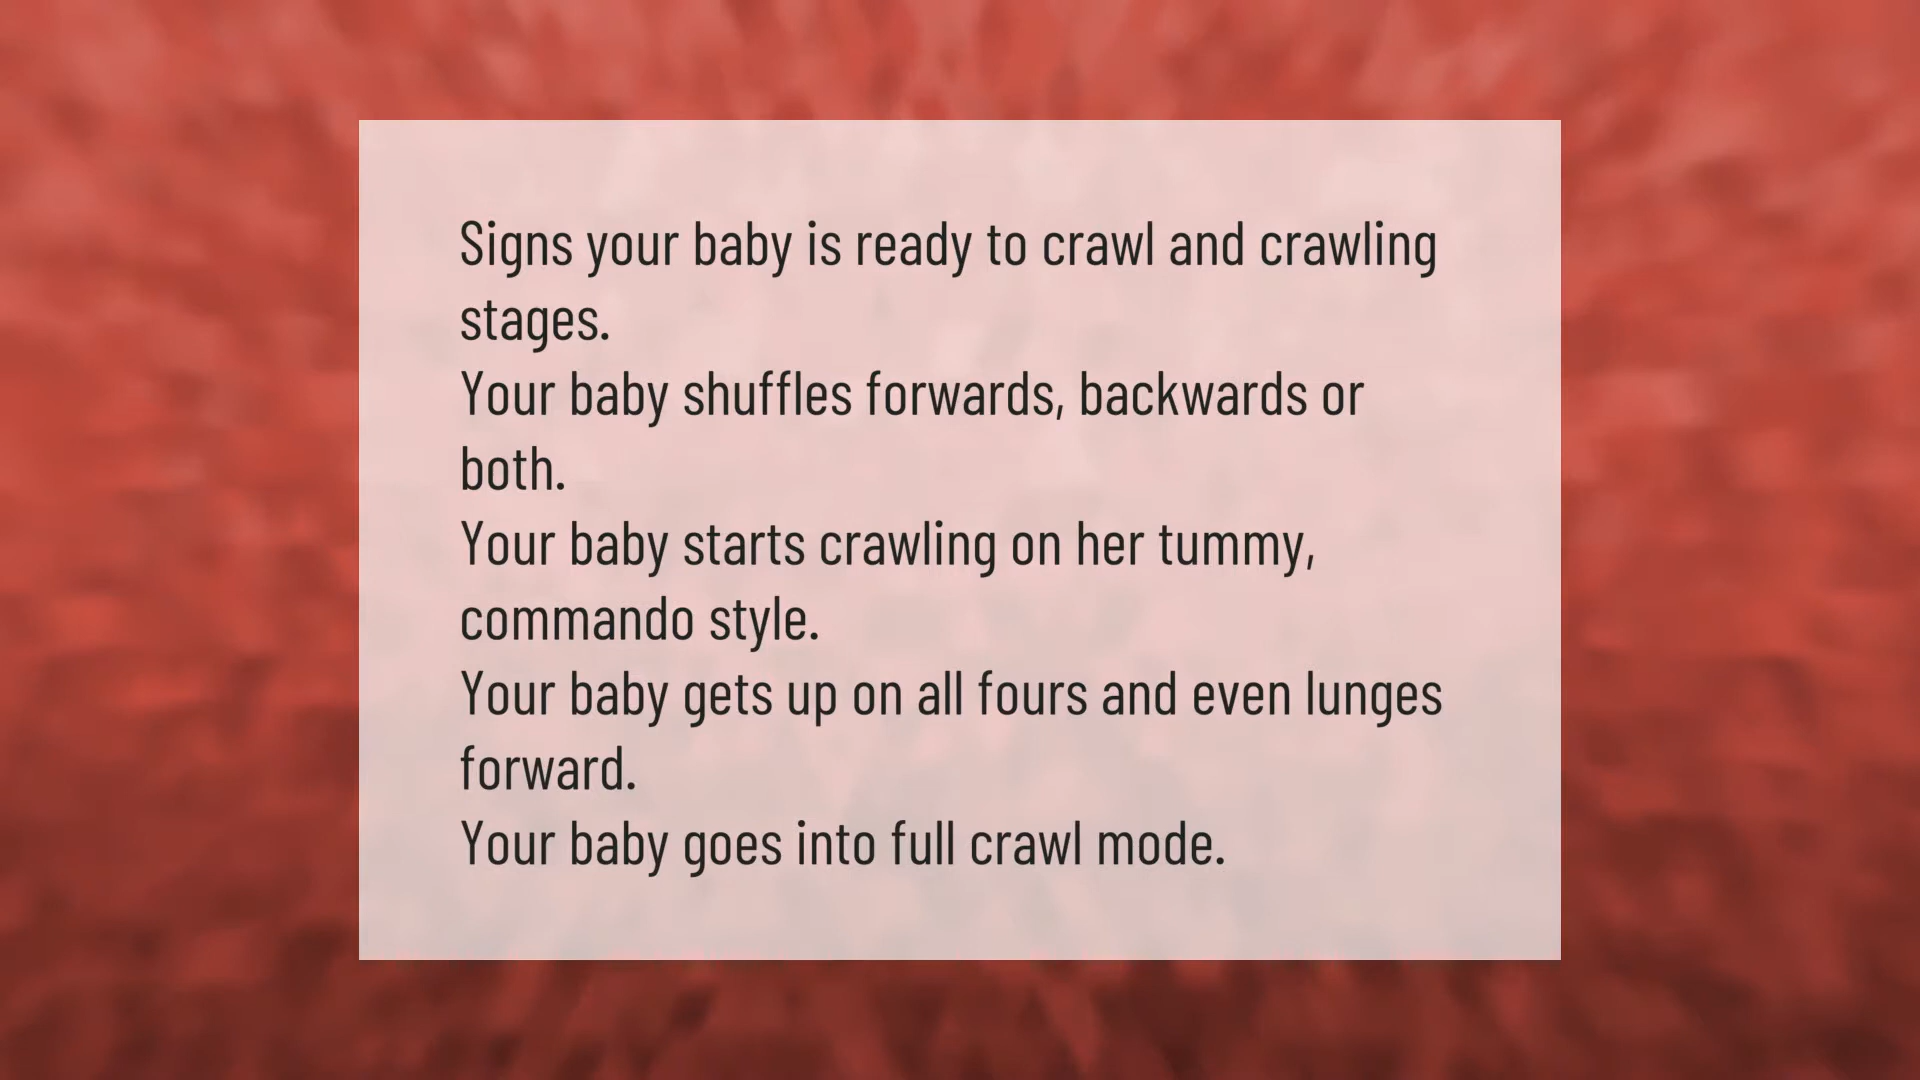 Signs your baby is ready to crawl and crawling
stages.
Your baby shuffles forwards, backwards or
both.
Your baby starts crawling on her tummy,
commando style.
Your baby gets up on all fours and even lunges
forward.
Your baby goes into full crawl mode.